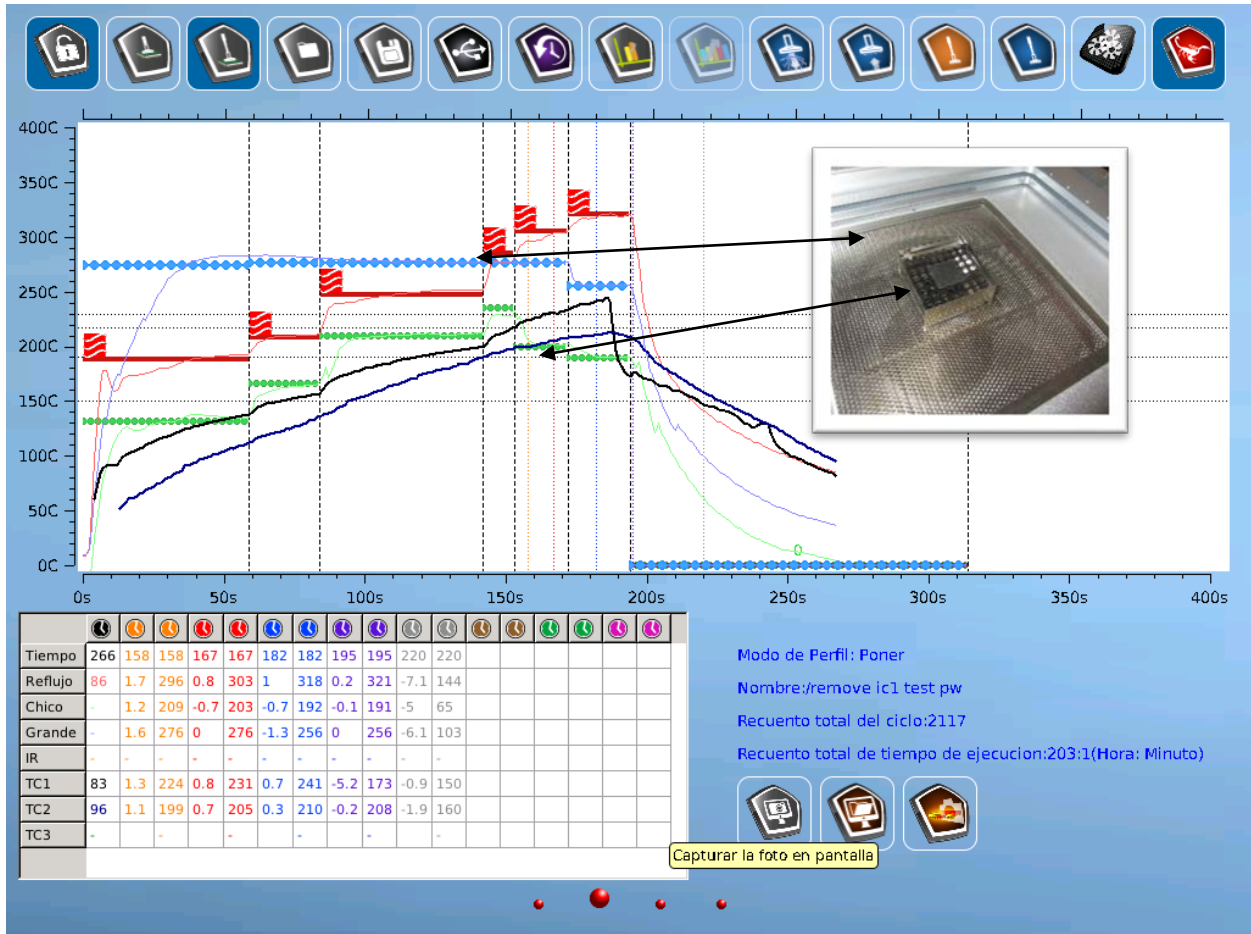 400C
350C
300C
250C
200C
150C
100C
50C
0C
0s 50s 100s 150s 200s 250s 300s 350s 400s
0
Tiempo 266 158 158 167 167 182 182 195 195 220 220
Reflujo 86 1.7 296 0.8 303 1 318 0.2 321 -7.1 144
Chico - 1.2 209 -0.7 203 -0.7 192 -0.1 191 -5 65
Grande - 1.6 276 0 276 -1.3 256 0 256 -6.1 103
IR - - - - - - - - - - -
TC1 83 1.3 224 0.8 231 0.7 241 -5.2 173 -0.9 150
TC2 96 1.1 199 0.7 205 0.3 210 -0.2 208 -1.9 160
TC3 - - - - - -
Modo de Perfil: Poner
Nombre:/remove ic1 test pw
Recuento total del ciclo:2117
Recuento total de tiempo de ejecucion:203:1(Hora: Minuto)
Capturar la foto en pantalla